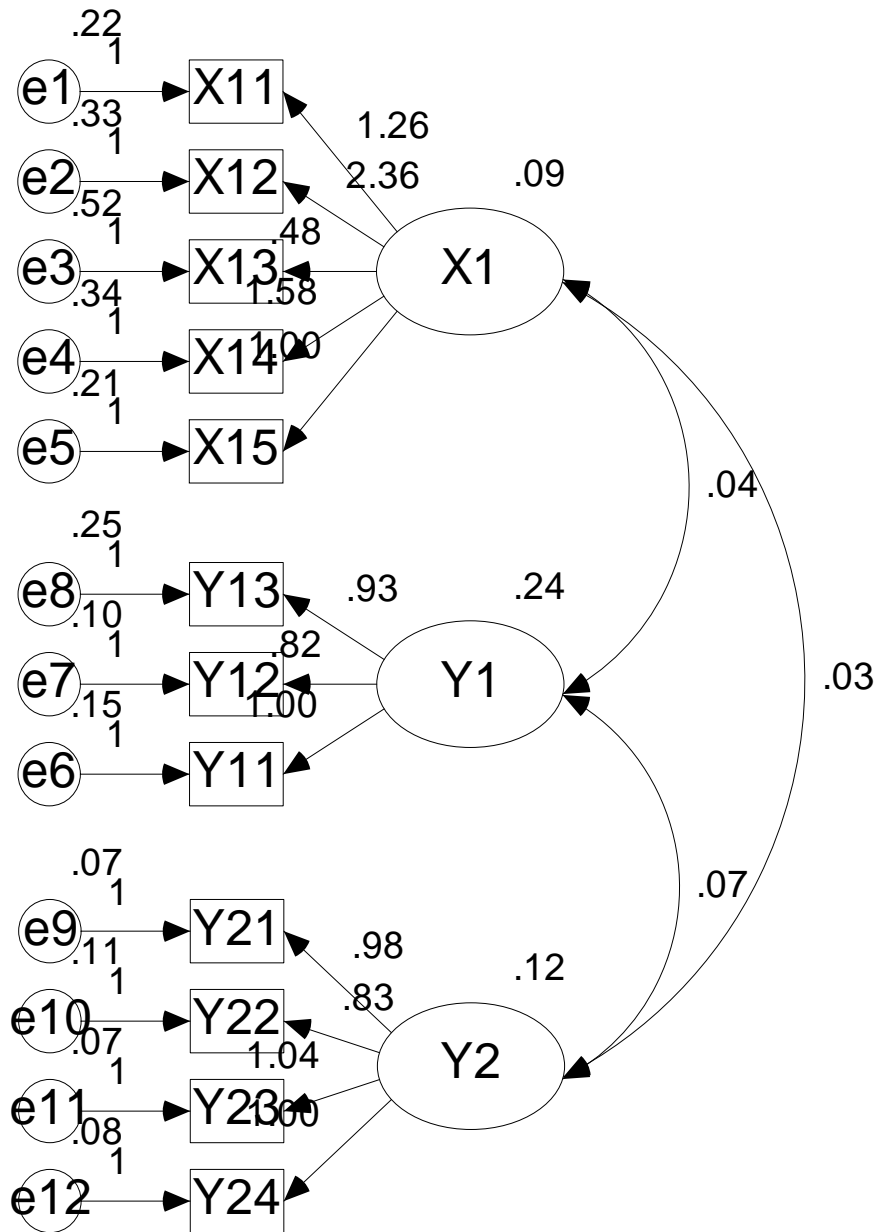 .22
1
e1 X11
.33
1
1.26
e2 X12
2.36
.09
.52
1
.48
e3 X13
X1
.34
1
1.58
e4 X14
1.00
.21
1
e5 X15
.04
.25
1
e8 Y13
.93
.24
.10
1
.82
e7 Y12
Y1
.03
.15
1
1.00
e6 Y11
.07
1
.07
e9 Y21
.98
.11
1
.12
.83
e10 Y22
.07
1
1.04
Y2
e11 Y23
1.00
.08
1
e12 Y24